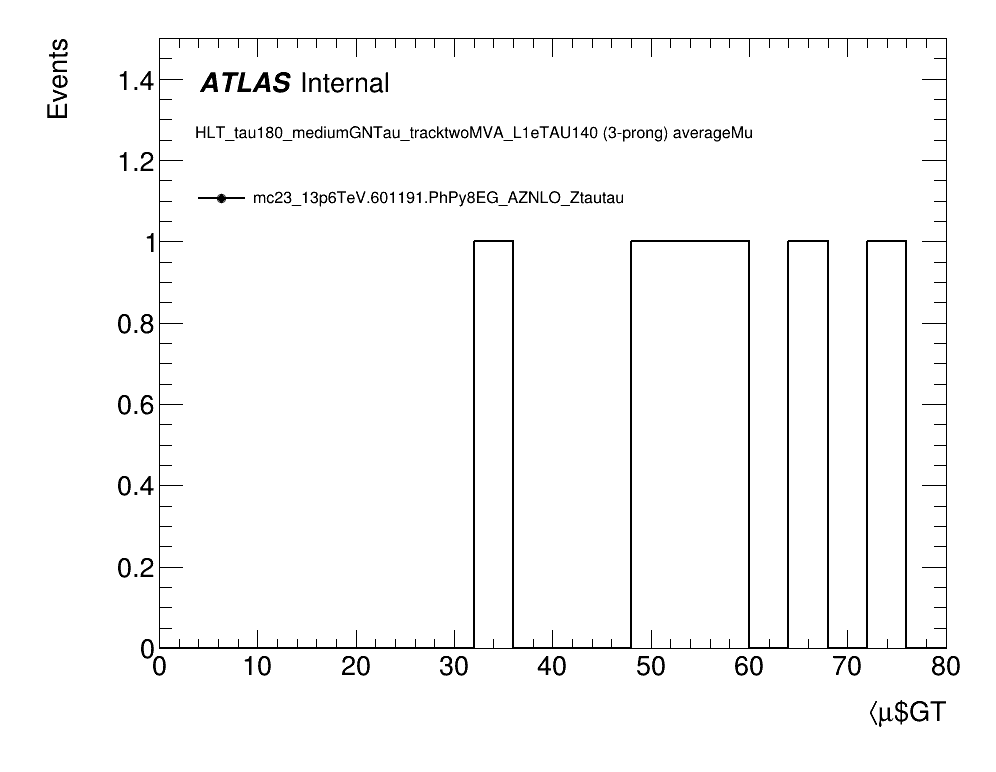 Events
ATLAS Internal
HLT_tau180_mediumGNTau_tracktwoMVA_L1eTAU140 (3-prong) averageMu
mc23_13p6TeV.601191.PhPy8EG_AZNLO_Ztautau
1.4
1.2
1
0.8
0.6
0.4
0.2
0
0 10 20 30 40 50 60 70 80
⟨μ$GT